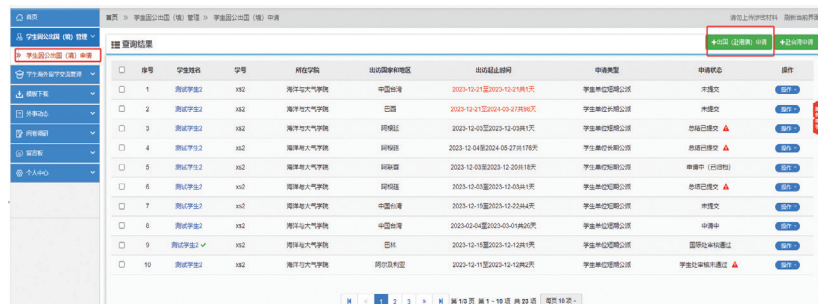 首页
首页 » 学生因公出国（境）管理 » 学生因公出国（境）申请
请勿上传涉密材料 刷新当前界面
学生因公出国（境）管理
学生因公出国（境）申请
学生海外留学交流管理
模板下载
外事动态
问卷调研
留言板
个人中心
查询结果
+出国（赴港澳）申请
+赴台湾申请
序号 学生姓名 学号 所在学院 出访国家和地区 出访起止时间 申请类型 申请状态 操作
1 测试学生2 xs2 海洋与大气学院 中国台湾 2023-12-21至2023-12-21共1天 学生单位短期公派 未提交 操作
2 测试学生2 xs2 海洋与大气学院 巴西 2023-12-21至2024-03-27共98天 学生单位长期公派 未提交 操作
3 测试学生2 xs2 海洋与大气学院 阿根廷 2023-12-03至2023-12-03共1天 学生单位短期公派 总结已提交 操作
4 测试学生2 xs2 海洋与大气学院 阿根廷 2023-12-04至2024-05-27共176天 学生单位长期公派 总结已提交 操作
5 测试学生2 xs2 海洋与大气学院 阿联酋 2023-12-03至2023-12-20共18天 学生单位短期公派 申请中（已归档） 操作
6 测试学生2 xs2 海洋与大气学院 阿根廷 2023-12-03至2023-12-03共1天 学生单位短期公派 总结已提交 操作
7 测试学生2 xs2 海洋与大气学院 中国台湾 2023-12-19至2023-12-22共4天 学生单位短期公派 未提交 操作
8 测试学生2 xs2 海洋与大气学院 中国台湾 2023-02-04至2023-03-01共26天 学生单位短期公派 申请中 操作
9 测试学生2 xs2 海洋与大气学院 巴林 2023-12-15至2023-12-12共1天 学生单位短期公派 国际处审核通过 操作
10 测试学生2 xs2 海洋与大气学院 阿尔及利亚 2023-12-11至2023-12-12共2天 学生单位短期公派 学生处审核未通过 操作
1 2 3 第1/3页 第1-10项 共23项 每页10项